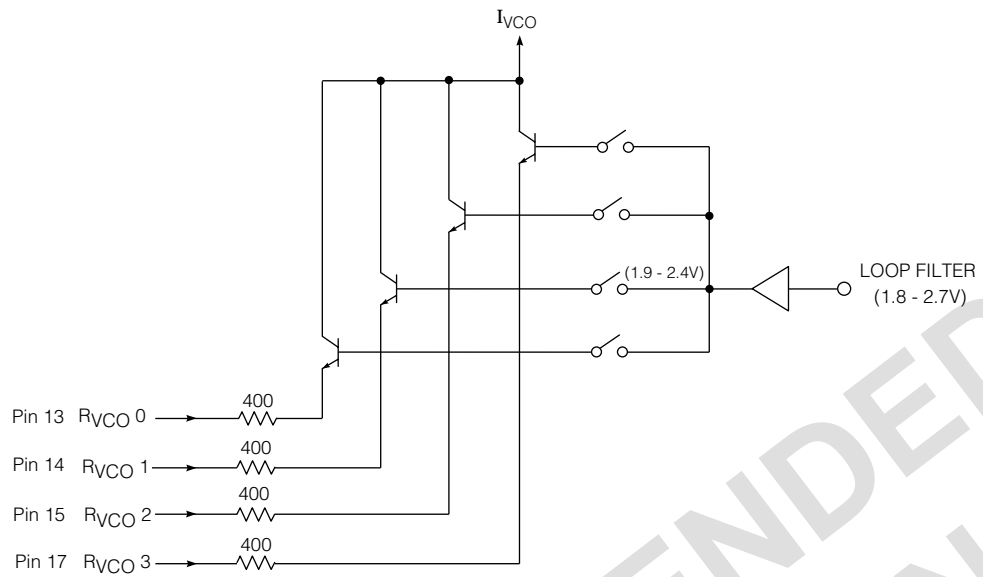 IVCO
(1.9 - 2.4V)
LOOP FILTER
(1.8 - 2.7V)
400
Pin 13 RVCO 0
400
Pin 14 RVCO 1
400
Pin 15 RVCO 2
400
Pin 17 RVCO 3